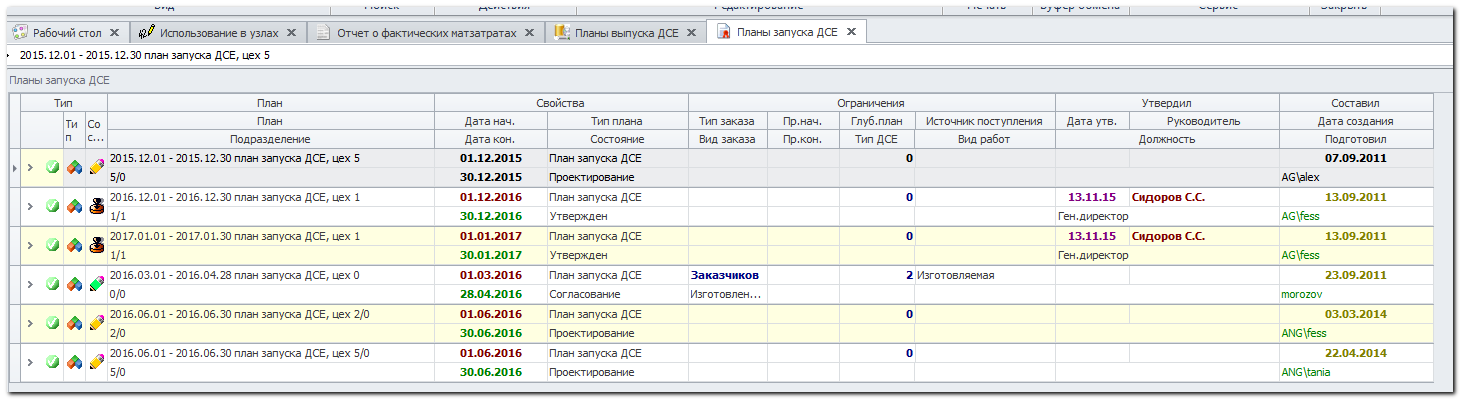 Вид Поиск Действия Редактирование Печать Буфер обмена Сервис Закрыть
Рабочий стол Использование в узлах Отчет о фактических матзатратах Планы выпуска ДСЕ Планы запуска ДСЕ
2015.12.01 - 2015.12.30 план запуска ДСЕ, цех 5
Планы запуска ДСЕ
Тип План Свойства Ограничения Утвердил Составил
Ти п Со с... План Дата нач. Тип плана Тип заказа Пр.нач. Глуб.план Источник поступления Дата утв. Руководитель Дата создания
Подразделение Дата кон. Состояние Вид заказа Пр.кон. Тип ДСЕ Вид работ Должность Подготовил
2015.12.01 - 2015.12.30 план запуска ДСЕ, цех 5 01.12.2015 План запуска ДСЕ 0 07.09.2011
5/0 30.12.2015 Проектирование AG\alex
2016.12.01 - 2016.12.30 план запуска ДСЕ, цех 1 01.12.2016 План запуска ДСЕ 0 13.11.15 Сидоров С.С. 13.09.2011
1/1 30.12.2016 Утвержден Ген.директор AG\fess
2017.01.01 - 2017.01.30 план запуска ДСЕ, цех 1 01.01.2017 План запуска ДСЕ 0 13.11.15 Сидоров С.С. 13.09.2011
1/1 30.01.2017 Утвержден Ген.директор AG\fess
2016.03.01 - 2016.04.28 план запуска ДСЕ, цех 0 01.03.2016 План запуска ДСЕ Заказчиков 2 Изготовляемая 23.09.2011
0/0 28.04.2016 Согласование Изготовлен... morozov
2016.06.01 - 2016.06.30 план запуска ДСЕ, цех 2/0 01.06.2016 План запуска ДСЕ 0 03.03.2014
2/0 30.06.2016 Проектирование ANG\fess
2016.06.01 - 2016.06.30 план запуска ДСЕ, цех 5/0 01.06.2016 План запуска ДСЕ 0 22.04.2014
5/0 30.06.2016 Проектирование ANG\tania